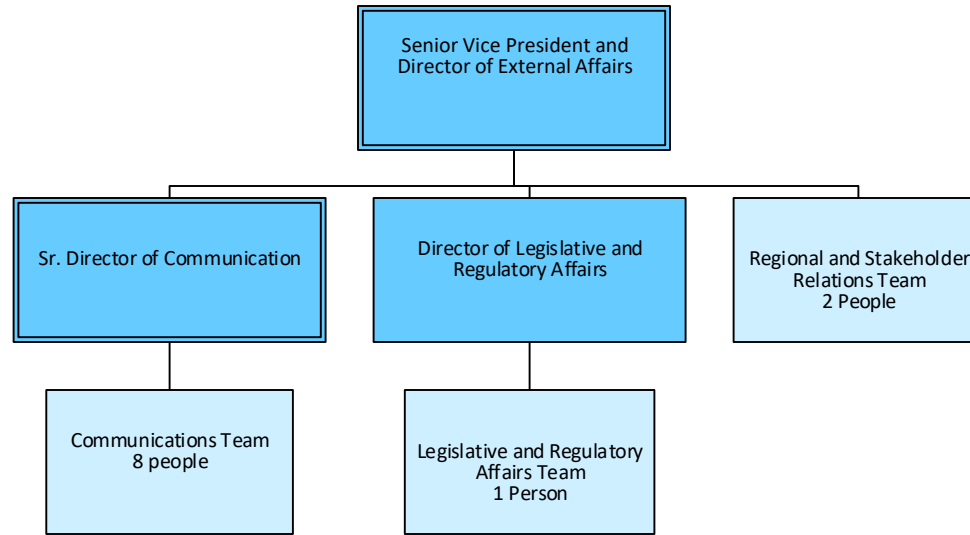 Senior Vice President and
Director of External Affairs
Sr. Director of Communication
Director of Legislative and
Regulatory Affairs
Regional and Stakeholder
Relations Team
2 People
Communications Team
8 people
Legislative and Regulatory
Affairs Team
1 Person